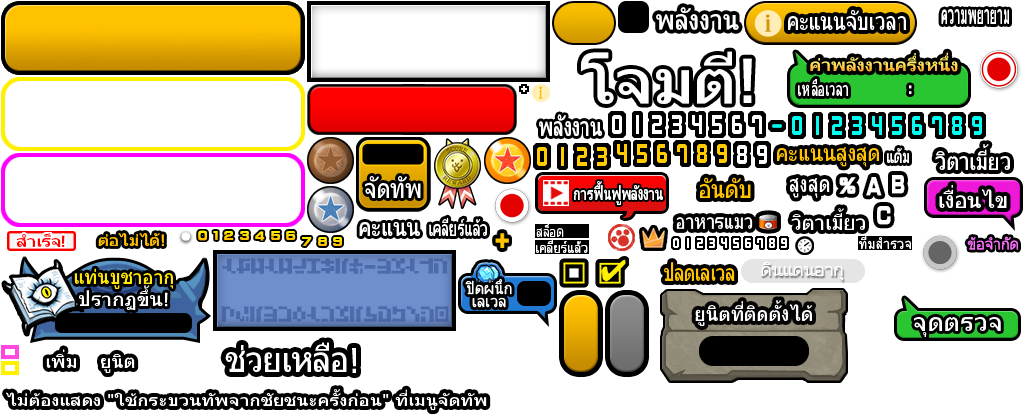 พลังงาน
คะแนนจับเวลา
ความพยายาม
โจมตี!
ค่าพลังงานครึ่งหนึ่ง
เหลือเวลา :
พลังงาน 01234567-0123456789
0123456789 89
คะแนนสูงสุด แต้ม
วิตาเมี้ยว
จัดทัพ
การฟื้นฟูพลังงาน
อันดับ
สูงสุด % A B
C
เงื่อนไข
อาหารแมว
วิตาเมี้ยว
คะแนน
เคลียร์แล้ว
สำเร็จ!
ต่อไม่ได้!
0123456
789
สล็อต
เคลียร์แล้ว
0123456789
ทีมสำรวจ
ข้อจำกัด
แท่นบูชาอากุ
ปรากฏขึ้น!
ปิดผนึก
เลเวล
ปลดเลเวล
ดินแดนอากุ
ยูนิตที่ติดตั้งได้
จุดตรวจ
เพิ่ม
ยูนิต
ช่วยเหลือ!
ไม่ต้องแสดง "ใช้กระบวนทัพจากชัยชนะครั้งก่อน" ที่เมนูจัดทัพ